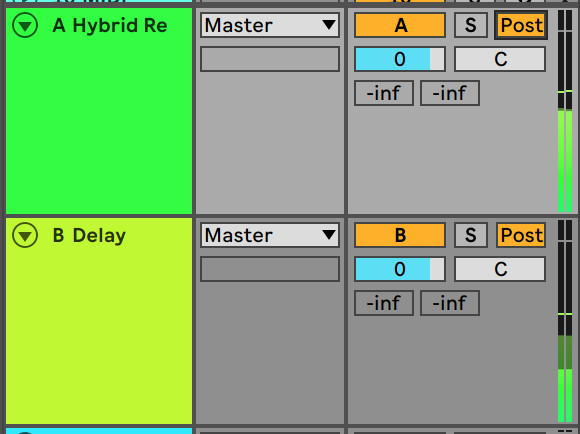 A Hybrid Re
Master
A
S
Post
0
C
-inf
-inf
B Delay
Master
B
S
Post
0
C
-inf
-inf